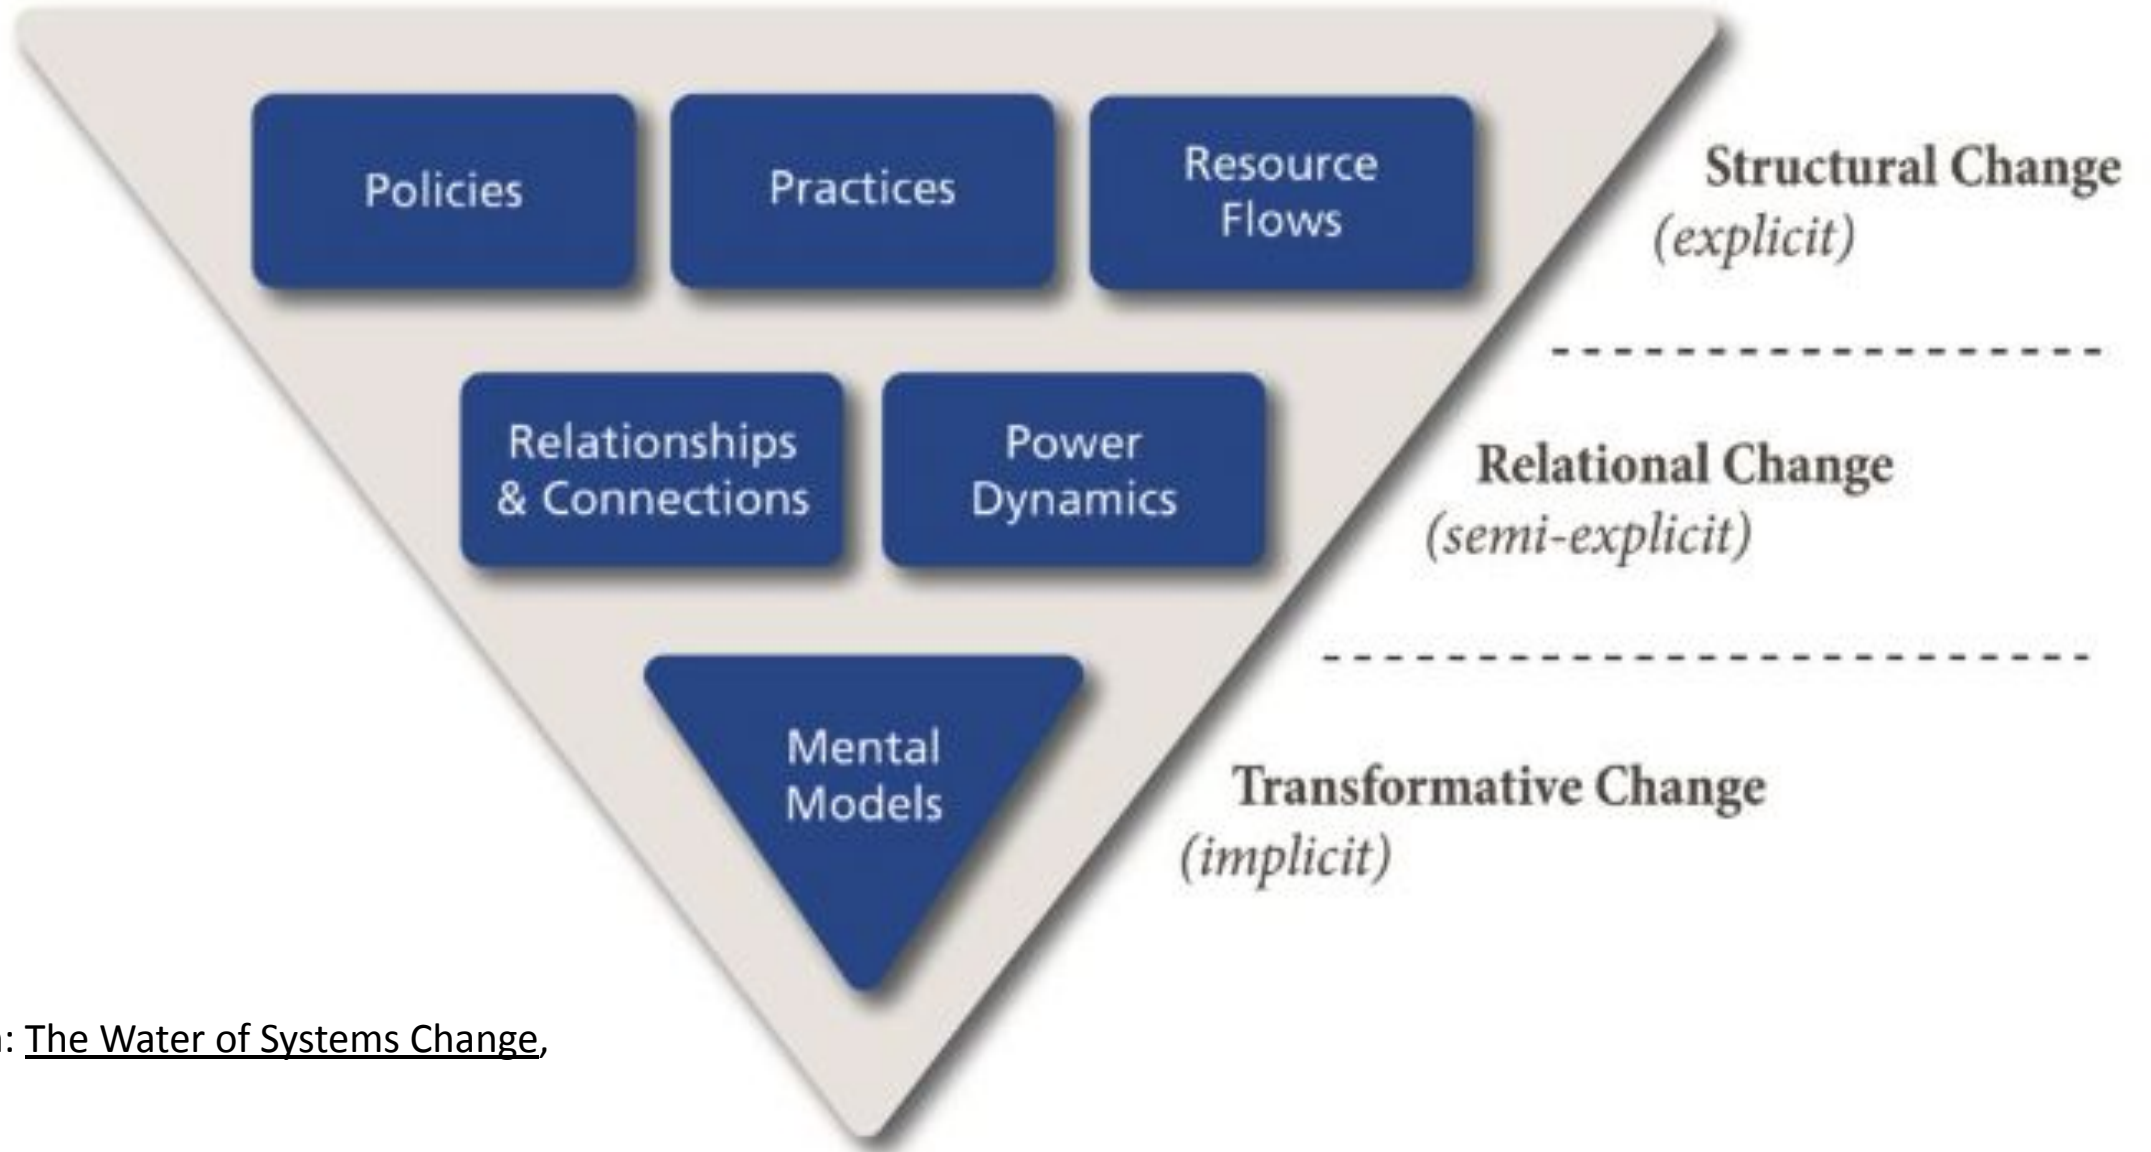 Policies
Practices
Resource
Flows
Structural Change
(explicit)
Relationships
& Connections
Power
Dynamics
Relational Change
(semi-explicit)
Mental
Models
Transformative Change
(implicit)
: The Water of Systems Change,